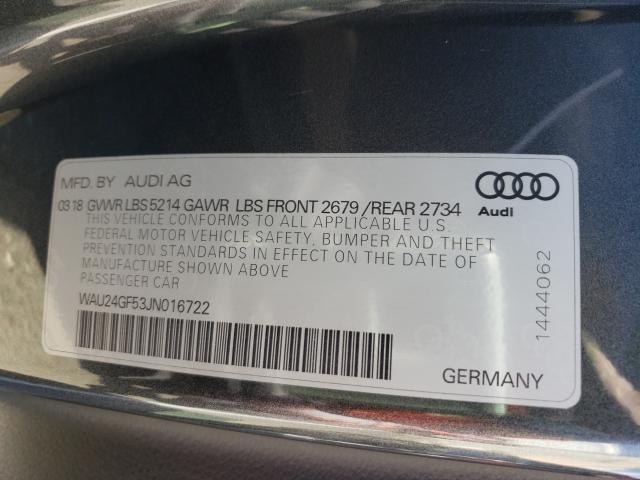 MFD. BY AUDI AG
0318 GVWR LBS 5214 GAWR LBS FRONT 2679 /REAR 2734
THIS VEHICLE CONFORMS TO ALL APPLICABLE U.S.
FEDERAL MOTOR VEHICLE SAFETY, BUMPER AND THEFT
PREVENTION STANDARDS IN EFFECT ON THE DATE OF
MANUFACTURE SHOWN ABOVE
PASSENGER CAR
WAU24GF53JN016722
Audi
1444062
GERMANY